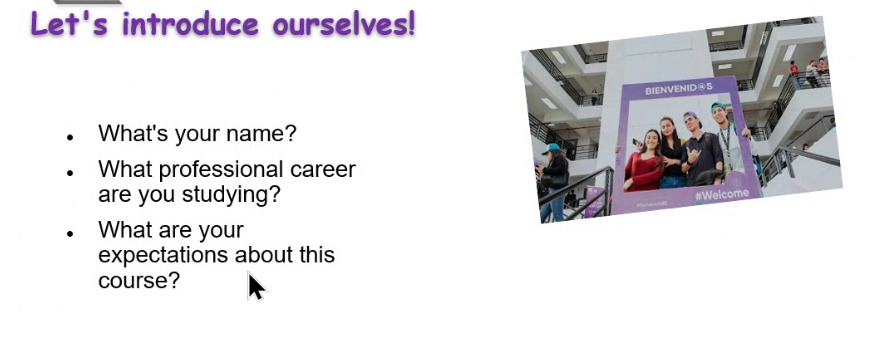 Let's introduce ourselves!
• What's your name?
• What professional career
are you studying?
• What are your
expectations about this
course?
BIENVENID@S
#Welcome